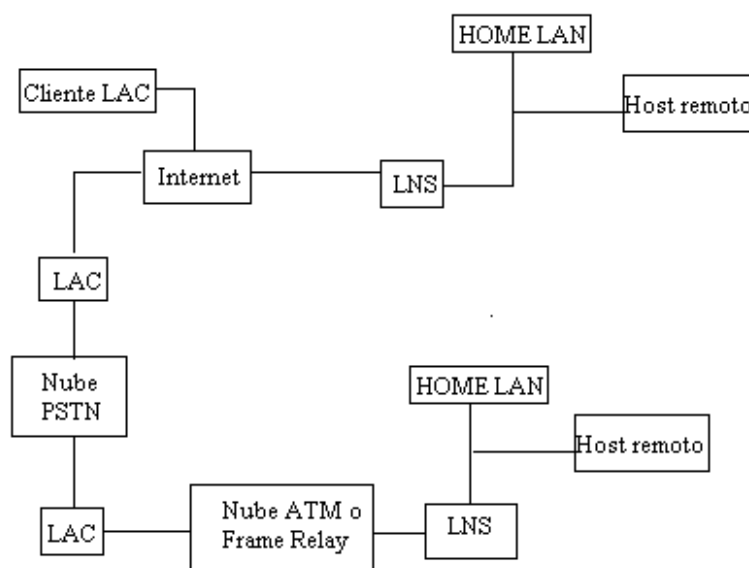 HOME LAN
Cliente LAC
Host remoto
Internet
LNS
LAC
Nube
PSTN
HOME LAN
Host remoto
LAC
Nube ATM o
Frame Relay
LNS